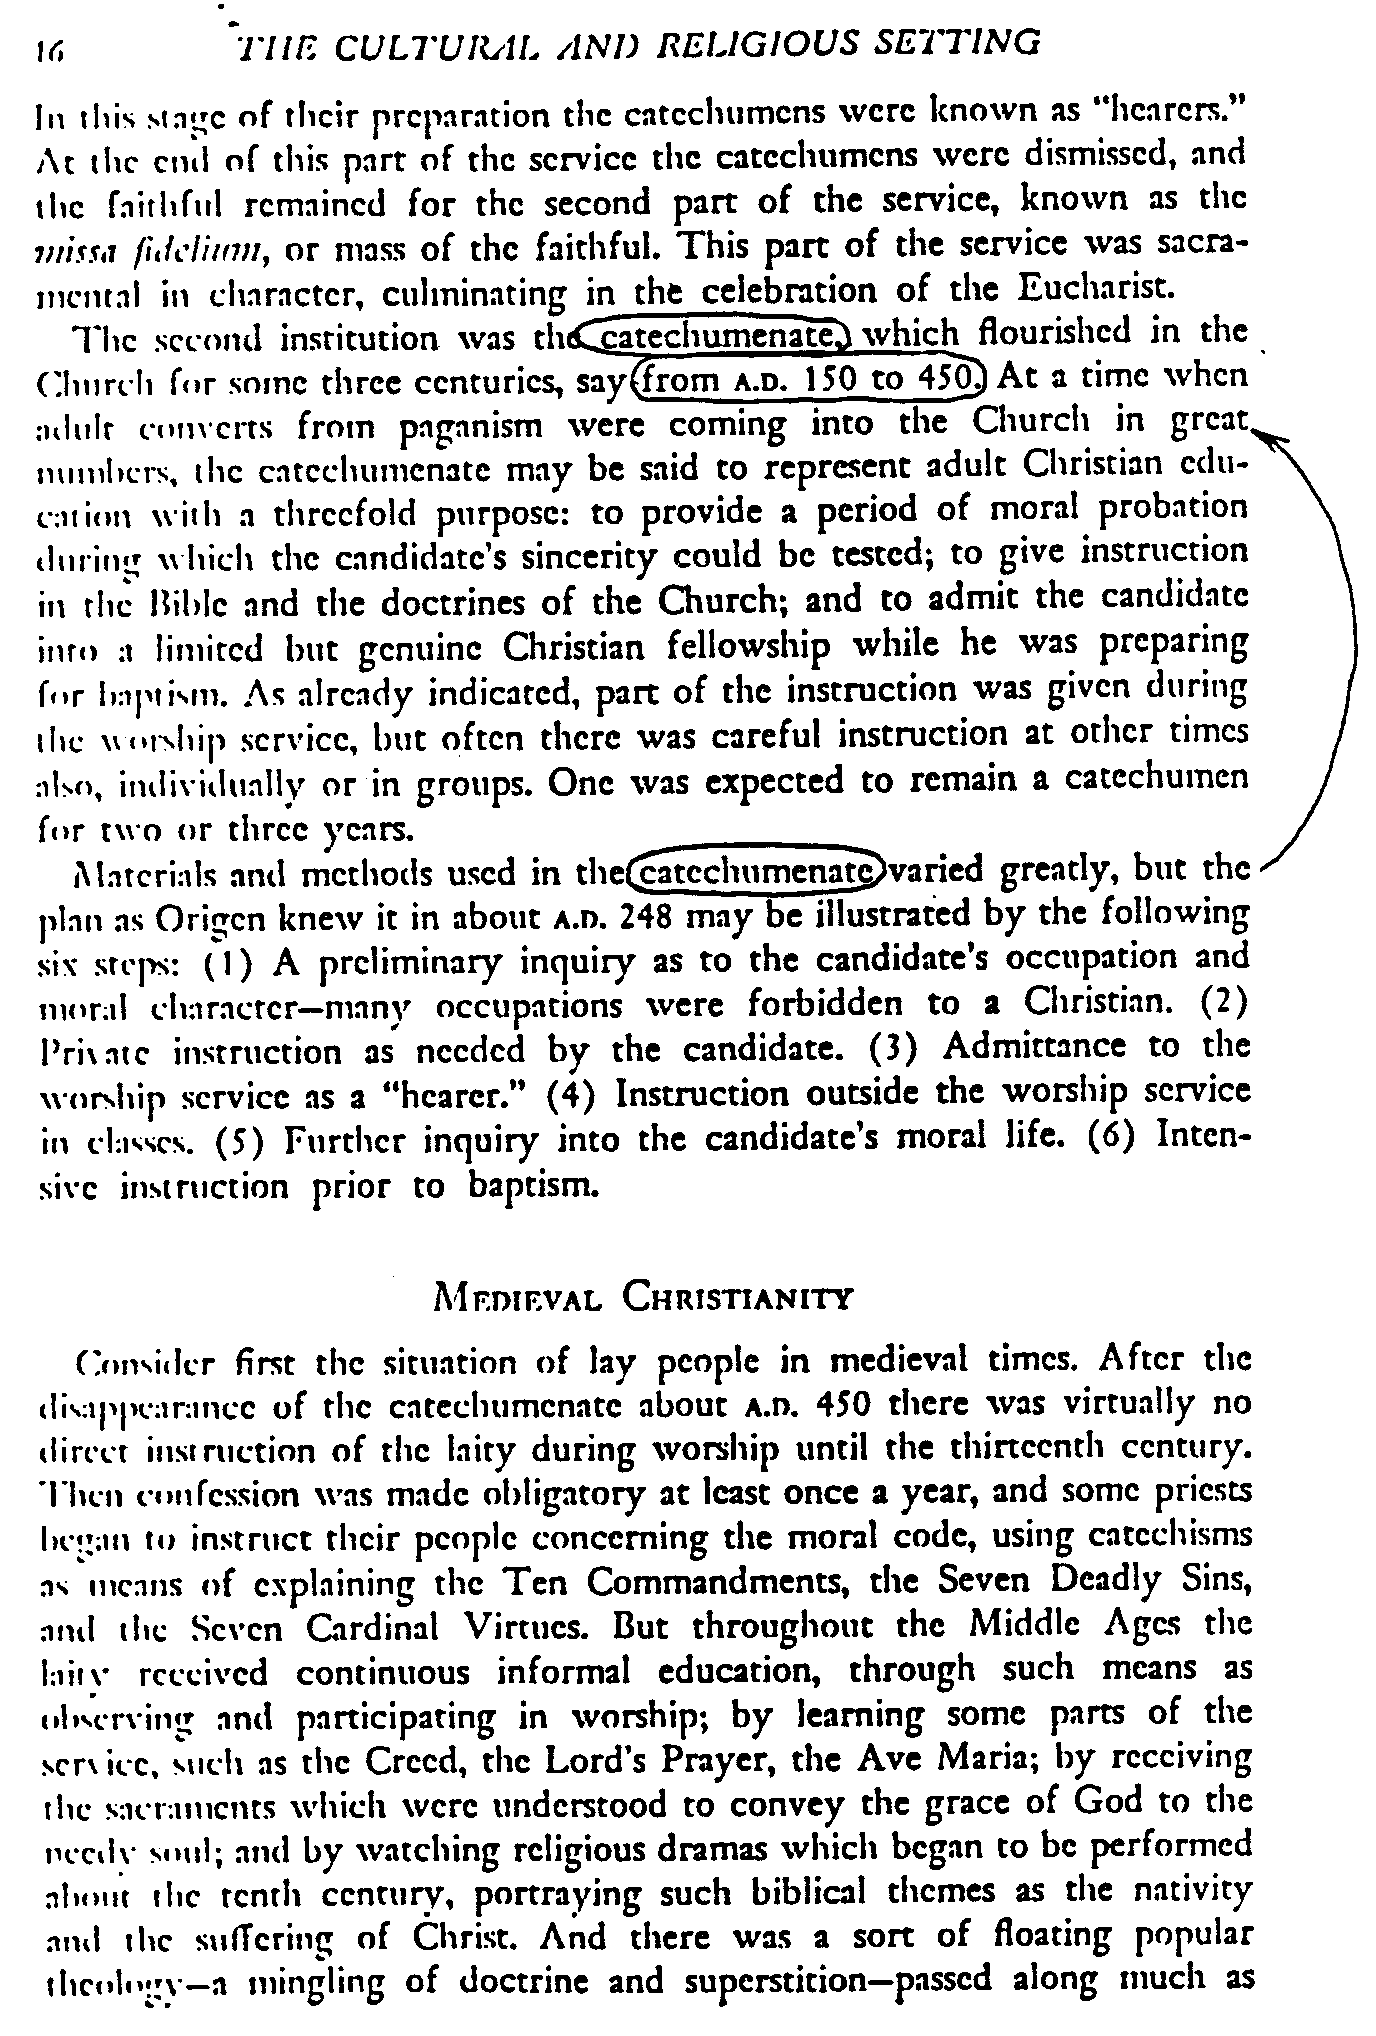 16 THE CULTURAL AND RELIGIOUS SETTING
In this stage of their preparation the catechumens were known as "hearers."
At the end of this part of the service the catechumens were dismissed, and
the faithful remained for the second part of the service, known as the
missa fidelium, or mass of the faithful. This part of the service was sacra-
mental in character, culminating in the celebration of the Eucharist.
The second institution was the catechumenate, which flourished in the
Church for some three centuries, say from A.D. 150 to 450. At a time when
adult converts from paganism were coming into the Church in great
numbers, the catechumenate may be said to represent adult Christian edu-
cation with a threefold purpose: to provide a period of moral probation
during which the candidate's sincerity could be tested; to give instruction
in the Bible and the doctrines of the Church; and to admit the candidate
into a limited but genuine Christian fellowship while he was preparing
for baptism. As already indicated, part of the instruction was given during
the worship service, but often there was careful instruction at other times
also, individually or in groups. One was expected to remain a catechumen
for two or three years.
Materials and methods used in the catechumenate varied greatly, but the
plan as Origen knew it in about A.D. 248 may be illustrated by the following
six steps: (1) A preliminary inquiry as to the candidate's occupation and
moral character—many occupations were forbidden to a Christian. (2)
Private instruction as needed by the candidate. (3) Admittance to the
worship service as a "hearer." (4) Instruction outside the worship service
in classes. (5) Further inquiry into the candidate's moral life. (6) Inten-
sive instruction prior to baptism.
MEDIEVAL CHRISTIANITY
Consider first the situation of lay people in medieval times. After the
disappearance of the catechumenate about A.D. 450 there was virtually no
direct instruction of the laity during worship until the thirteenth century.
Then confession was made obligatory at least once a year, and some priests
began to instruct their people concerning the moral code, using catechisms
as means of explaining the Ten Commandments, the Seven Deadly Sins,
and the Seven Cardinal Virtues. But throughout the Middle Ages the
laity received continuous informal education, through such means as
observing and participating in worship; by learning some parts of the
service, such as the Creed, the Lord's Prayer, the Ave Maria; by receiving
the sacraments which were understood to convey the grace of God to the
needy soul; and by watching religious dramas which began to be performed
about the tenth century, portraying such biblical themes as the nativity
and the suffering of Christ. And there was a sort of floating popular
theology—a mingling of doctrine and superstition—passed along much as